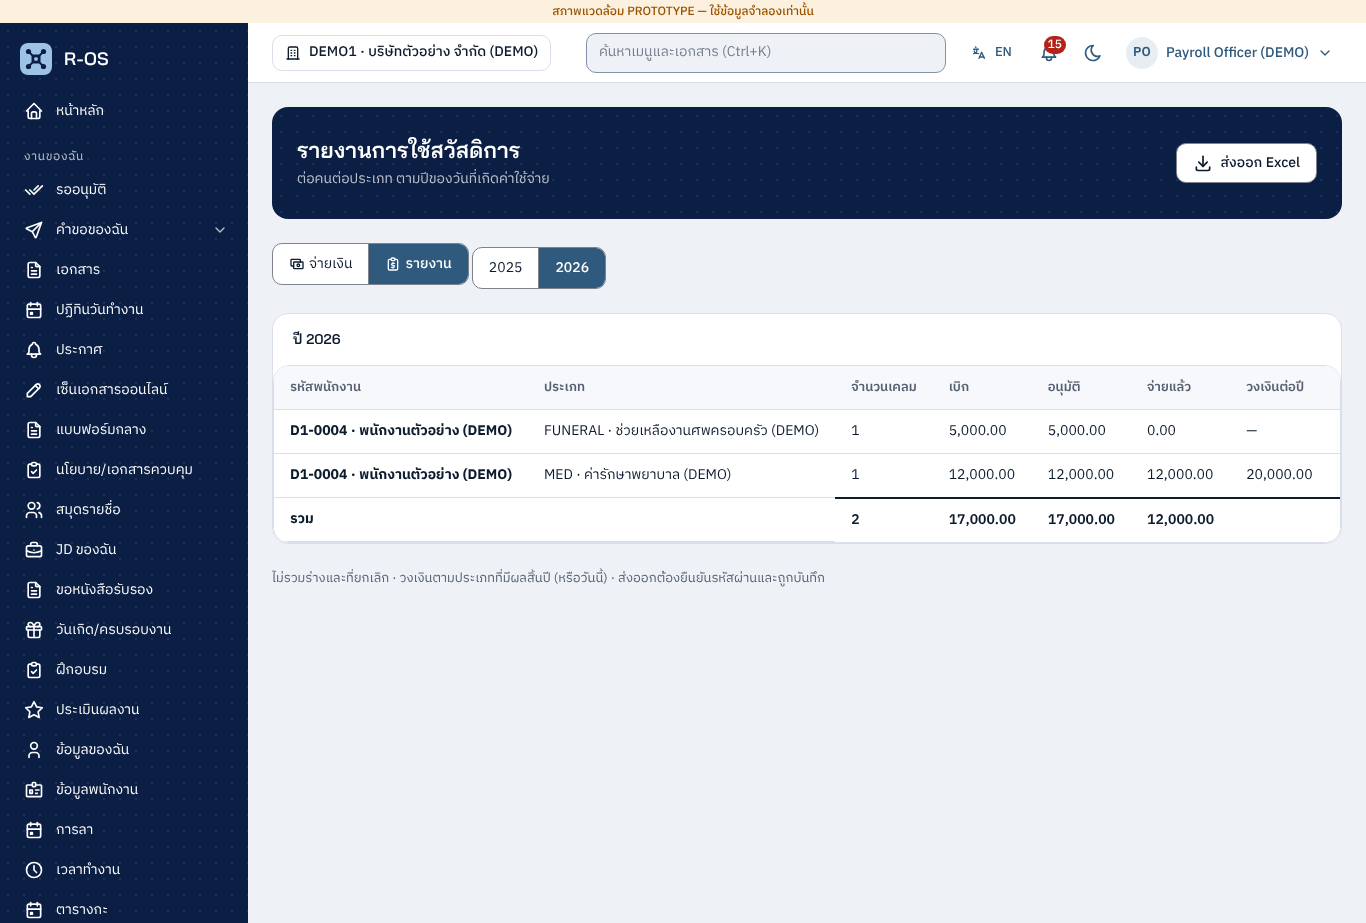 สภาพแวดล้อม PROTOTYPE — ใช้ข้อมูลจำลองเท่านั้น
R-OS
DEMO1 · บริษัทตัวอย่าง จำกัด (DEMO)
ค้นหาเมนูและเอกสาร (Ctrl+K)
EN
15
PO
Payroll Officer (DEMO)
หน้าหลัก
งานของฉัน
รออนุมัติ
คำขอของฉัน
เอกสาร
ปฏิทินวันทำงาน
ประกาศ
เซ็นเอกสารออนไลน์
แบบฟอร์มกลาง
นโยบาย/เอกสารควบคุม
สมุดรายชื่อ
JD ของฉัน
ขอหนังสือรับรอง
วันเกิด/ครบรอบงาน
ฝึกอบรม
ประเมินผลงาน
ข้อมูลของฉัน
ข้อมูลพนักงาน
การลา
เวลาทำงาน
ตารางกะ
รายงานการใช้สวัสดิการ
ต่อคนต่อประเภท ตามปีของวันที่เกิดค่าใช้จ่าย
ส่งออก Excel
จ่ายเงิน รายงาน 2025 2026
ปี 2026
รหัสพนักงาน ประเภท จำนวนเคลม เบิก อนุมัติ จ่ายแล้ว วงเงินต่อปี
D1-0004 · พนักงานตัวอย่าง (DEMO) FUNERAL · ช่วยเหลืองานศพครอบครัว (DEMO) 1 5,000.00 5,000.00 0.00 —
D1-0004 · พนักงานตัวอย่าง (DEMO) MED · ค่ารักษาพยาบาล (DEMO) 1 12,000.00 12,000.00 12,000.00 20,000.00
รวม 2 17,000.00 17,000.00 12,000.00
ไม่รวมร่างและที่ยกเลิก · วงเงินตามประเภทที่มีผลสิ้นปี (หรือวันนี้) · ส่งออกต้องยืนยันรหัสผ่านและถูกบันทึก